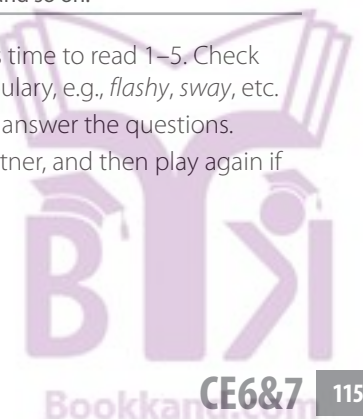 and so on.
s time to read 1–5. Check
ulary, e.g., flashy, sway, etc.
answer the questions.
tner, and then play again if
CE6&7 115